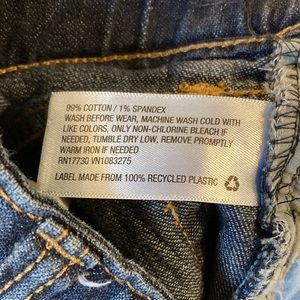 99% COTTON / 1% SPANDEX
WASH BEFORE WEAR, MACHINE WASH COLD WITH
LIKE COLORS, ONLY NON-CHLORINE BLEACH IF
NEEDED, TUMBLE DRY LOW, REMOVE PROMPTLY
WARM IRON IF NEEDED
RN17730 VN1083275
LABEL MADE FROM 100% RECYCLED PLASTIC